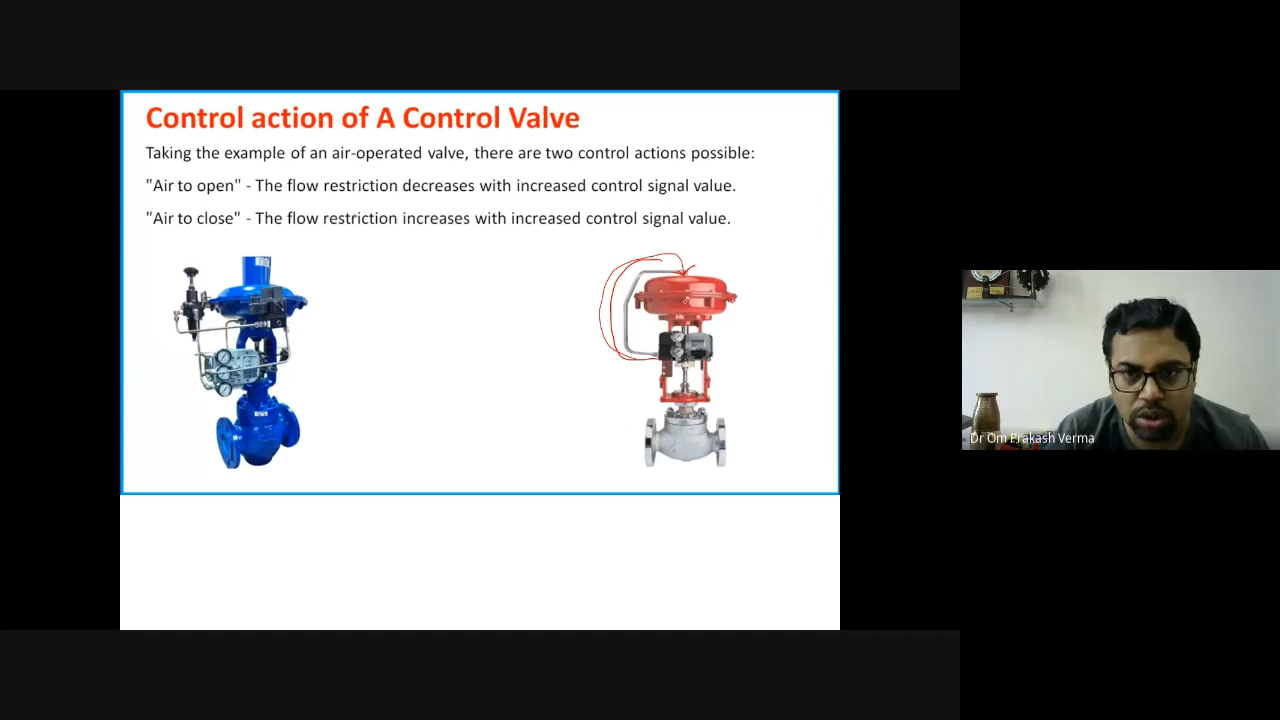 Control action of A Control Valve
Taking the example of an air-operated valve, there are two control actions possible:
"Air to open" - The flow restriction decreases with increased control signal value.
"Air to close" - The flow restriction increases with increased control signal value.
Dr Om Prakash Verma